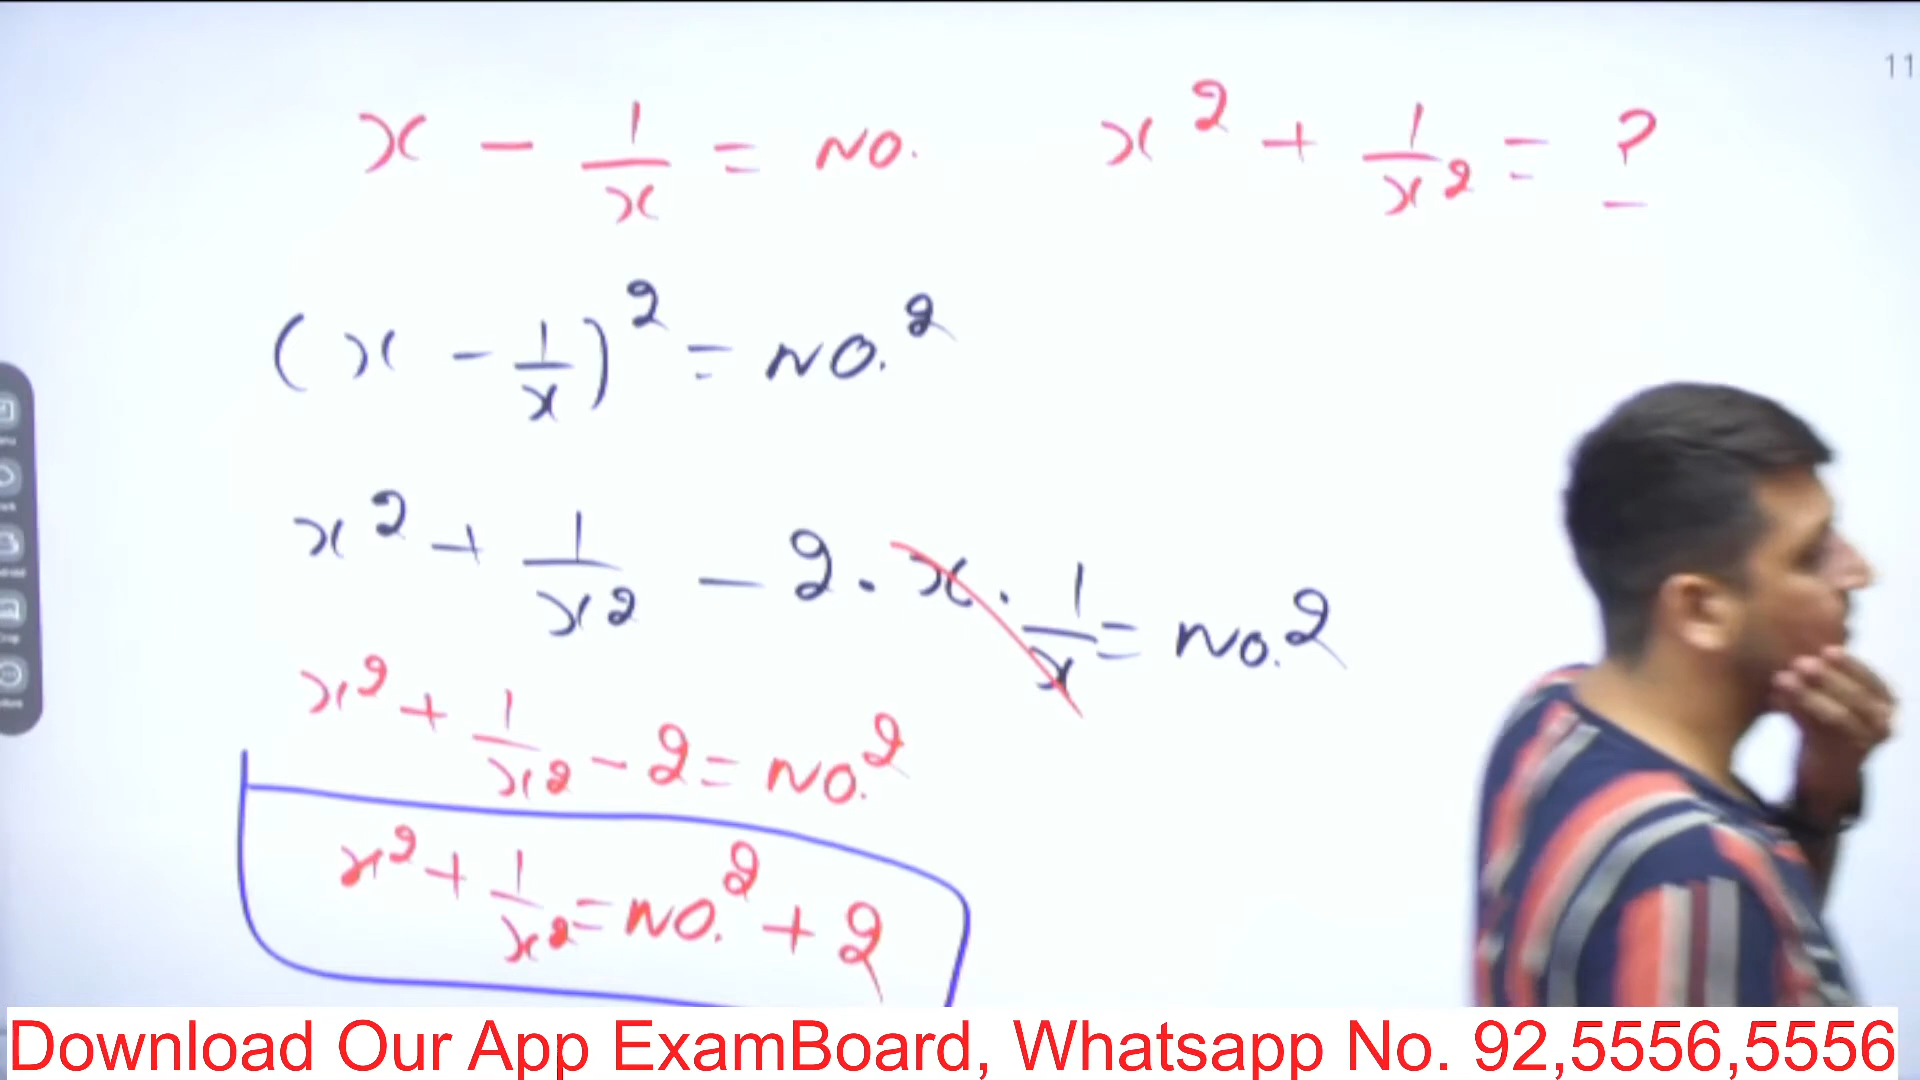 11
x - 1/x = NO. x² + 1/x² = ?
(x - 1/x)² = NO.²
x² + 1/x² - 2 · x · 1/x = NO.²
x² + 1/x² - 2 = NO.²
x² + 1/x² = NO.² + 2
Download Our App ExamBoard, Whatsapp No. 92,5556,5556